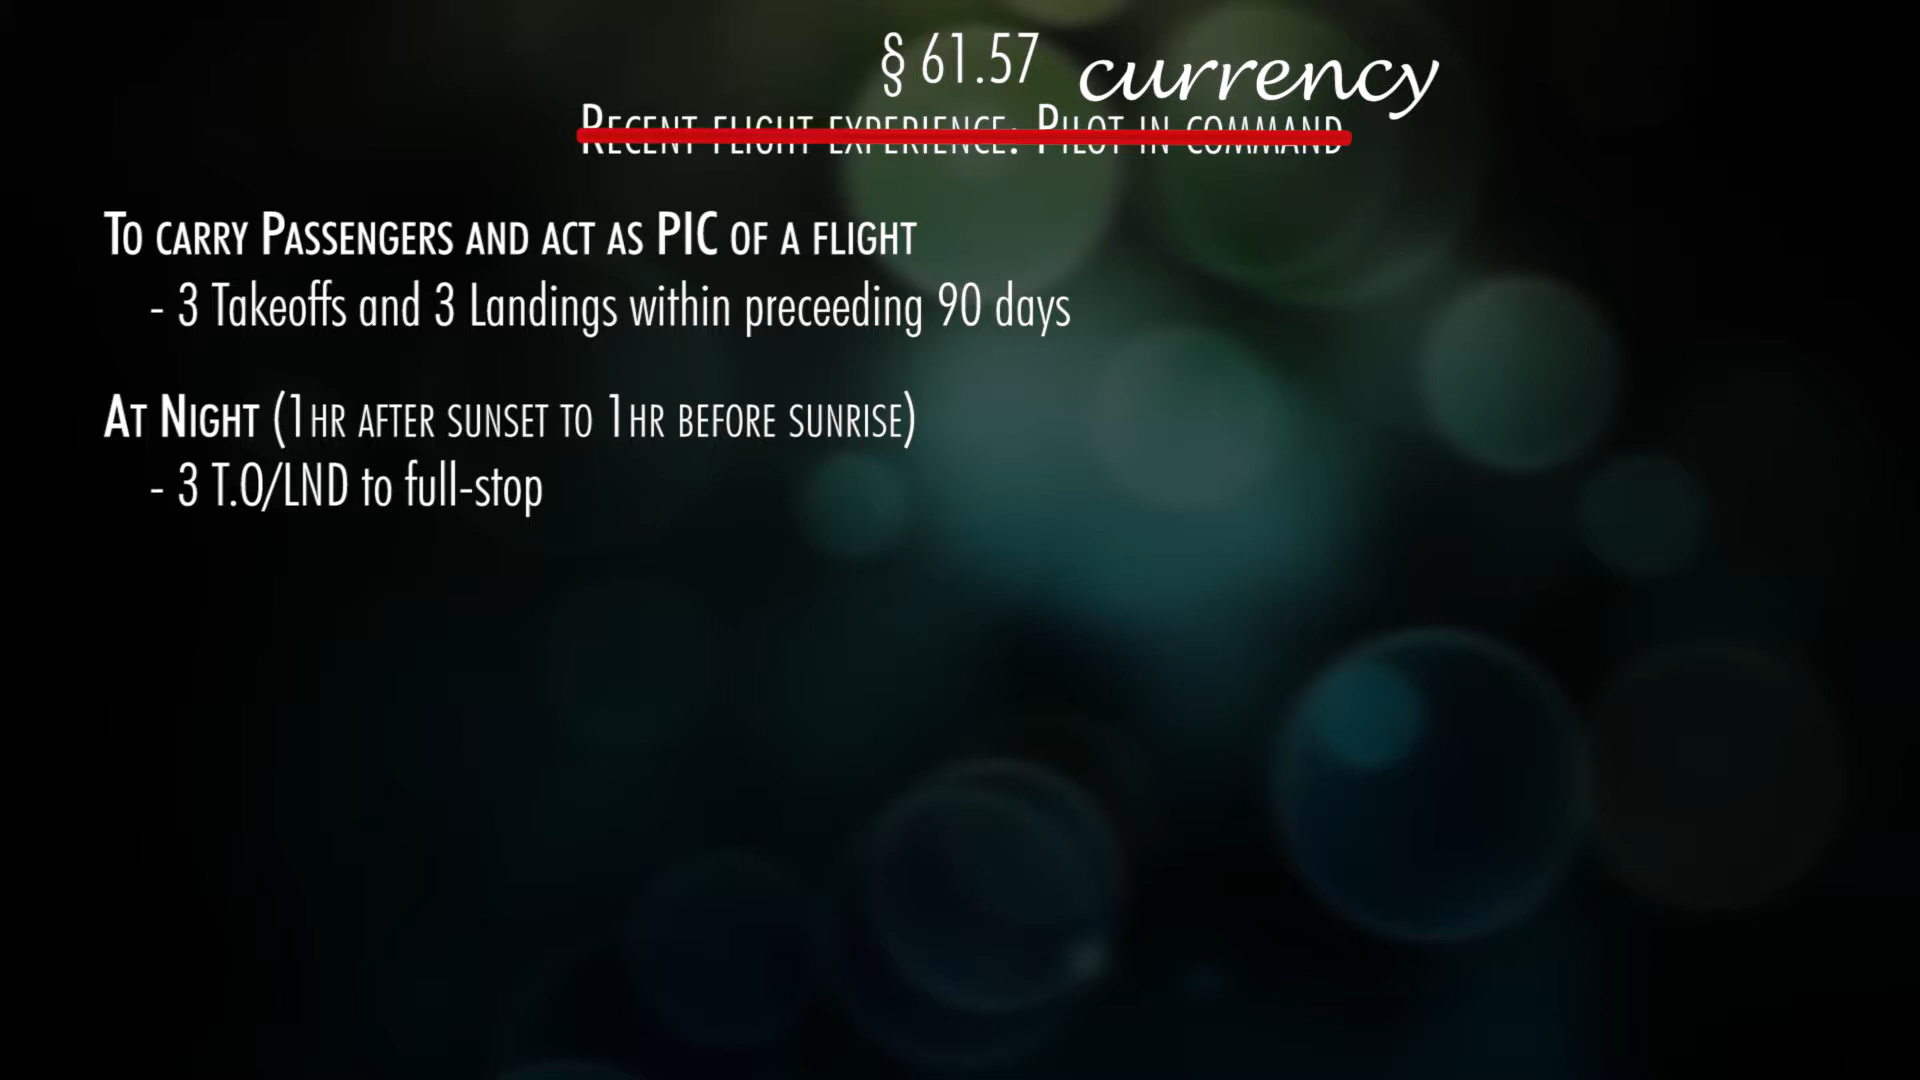 § 61.57 currency
Recent flight experience: Pilot in command
To carry Passengers and act as PIC of a flight
- 3 Takeoffs and 3 Landings within preceeding 90 days
At Night (1hr after sunset to 1hr before sunrise)
- 3 T.O/LND to full-stop